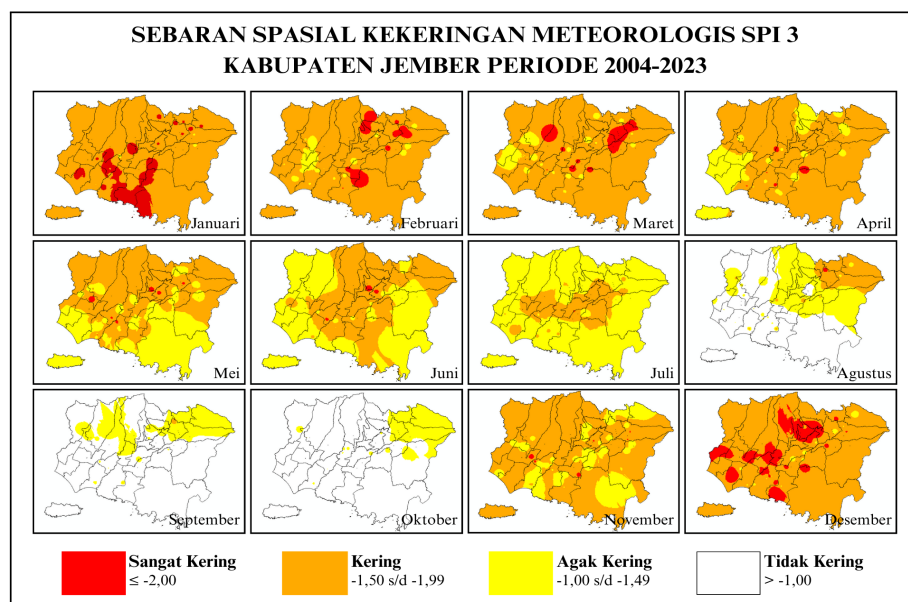 SEBARAN SPASIAL KEKERINGAN METEOROLOGIS SPI 3
KABUPATEN JEMBER PERIODE 2004-2023
Januari
Februari
Maret
April
Mei
Juni
Juli
Agustus
September
Oktober
November
Desember
Sangat Kering
≤ -2,00
Kering
-1,50 s/d -1,99
Agak Kering
-1,00 s/d -1,49
Tidak Kering
> -1,00